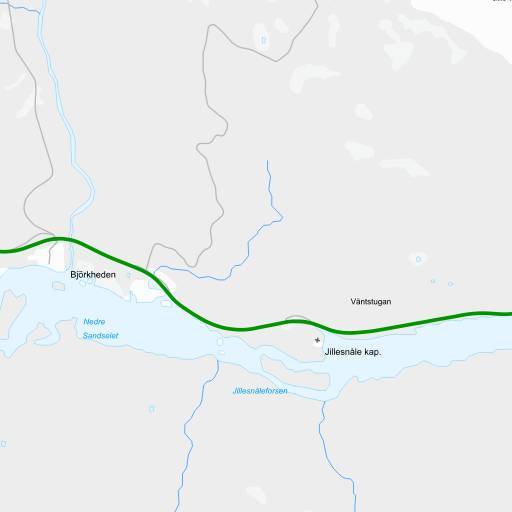 Björkheden
Väntstugan
Nedre
Sandselet
Jillesnåle kap.
Jillesnåleforsen